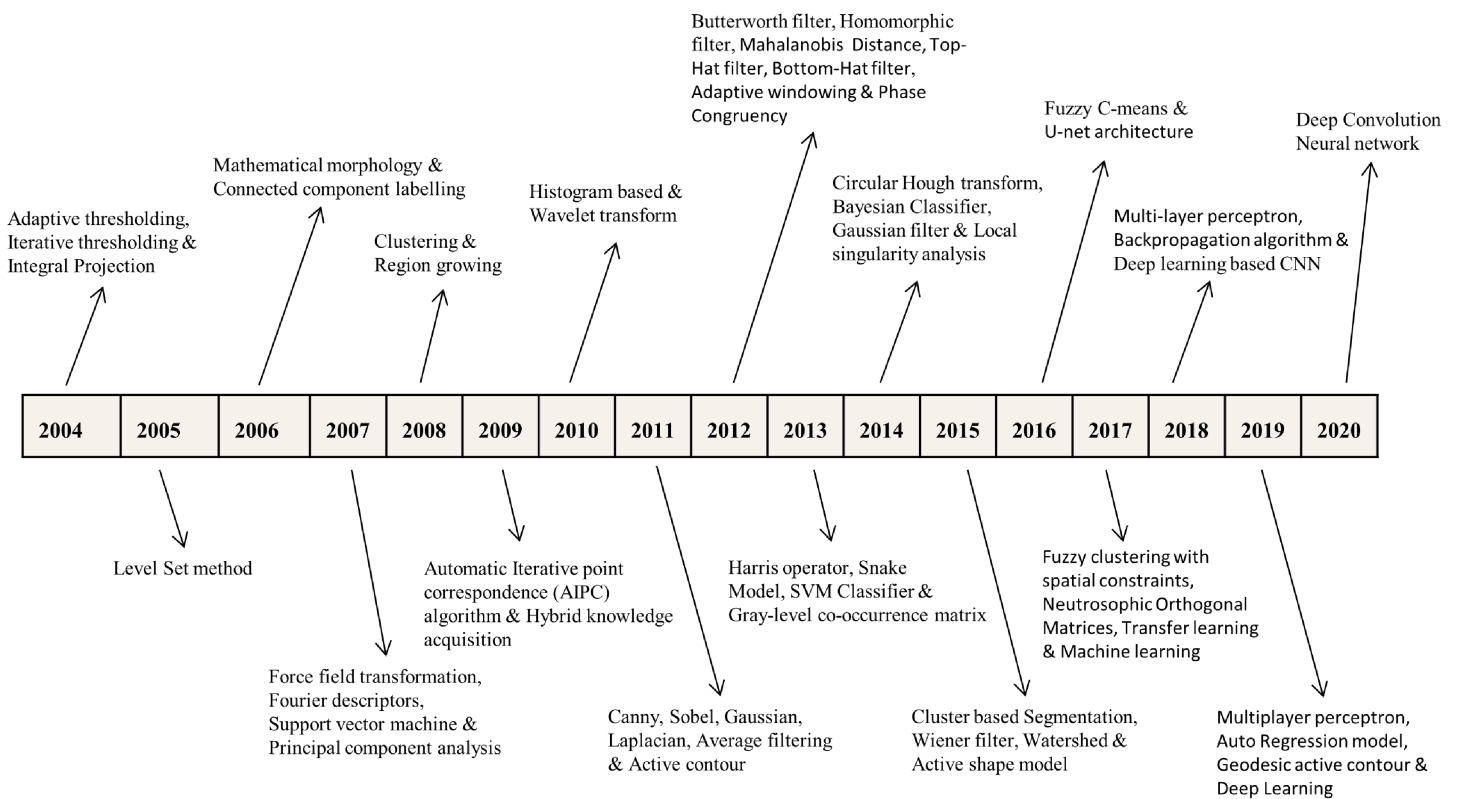 Butterworth filter, Homomorphic
filter, Mahalanobis Distance, Top-
Hat filter, Bottom-Hat filter,
Adaptive windowing & Phase
Congruency
Fuzzy C-means &
U-net architecture
Deep Convolution
Neural network
Mathematical morphology &
Connected component labelling
Histogram based &
Wavelet transform
Circular Hough transform,
Bayesian Classifier,
Gaussian filter & Local
singularity analysis
Adaptive thresholding,
Iterative thresholding &
Integral Projection
Clustering &
Region growing
Multi-layer perceptron,
Backpropagation algorithm &
Deep learning based CNN
2004 2005 2006 2007 2008 2009 2010 2011 2012 2013 2014 2015 2016 2017 2018 2019 2020
Level Set method
Automatic Iterative point
correspondence (AIPC)
algorithm & Hybrid knowledge
acquisition
Harris operator, Snake
Model, SVM Classifier &
Gray-level co-occurrence matrix
Fuzzy clustering with
spatial constraints,
Neutrosophic Orthogonal
Matrices, Transfer learning
& Machine learning
Force field transformation,
Fourier descriptors,
Support vector machine &
Principal component analysis
Canny, Sobel, Gaussian,
Laplacian, Average filtering
& Active contour
Cluster based Segmentation,
Wiener filter, Watershed &
Active shape model
Multiplayer perceptron,
Auto Regression model,
Geodesic active contour &
Deep Learning